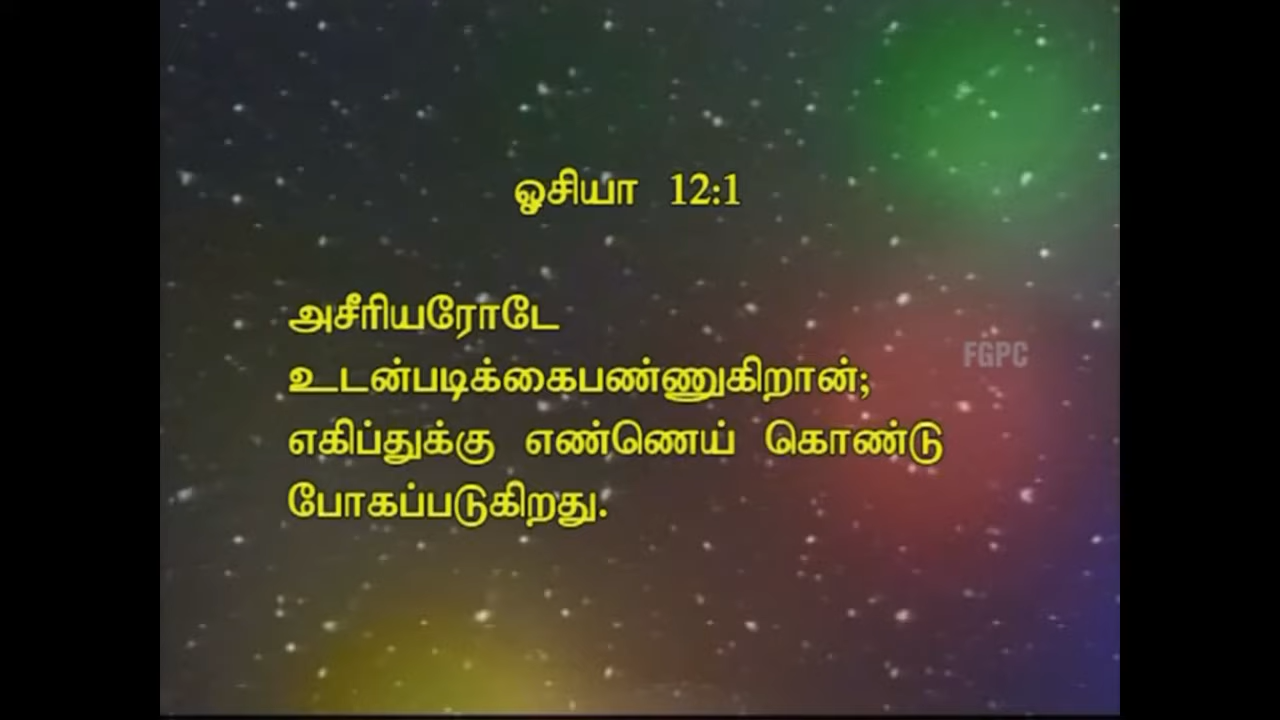 ஓசியா 12:1
அசீரியரோடே
FGPC
உடன்படிக்கைபண்ணுகிறான்;
எகிப்துக்கு எண்ணெய் கொண்டு
போகப்படுகிறது.